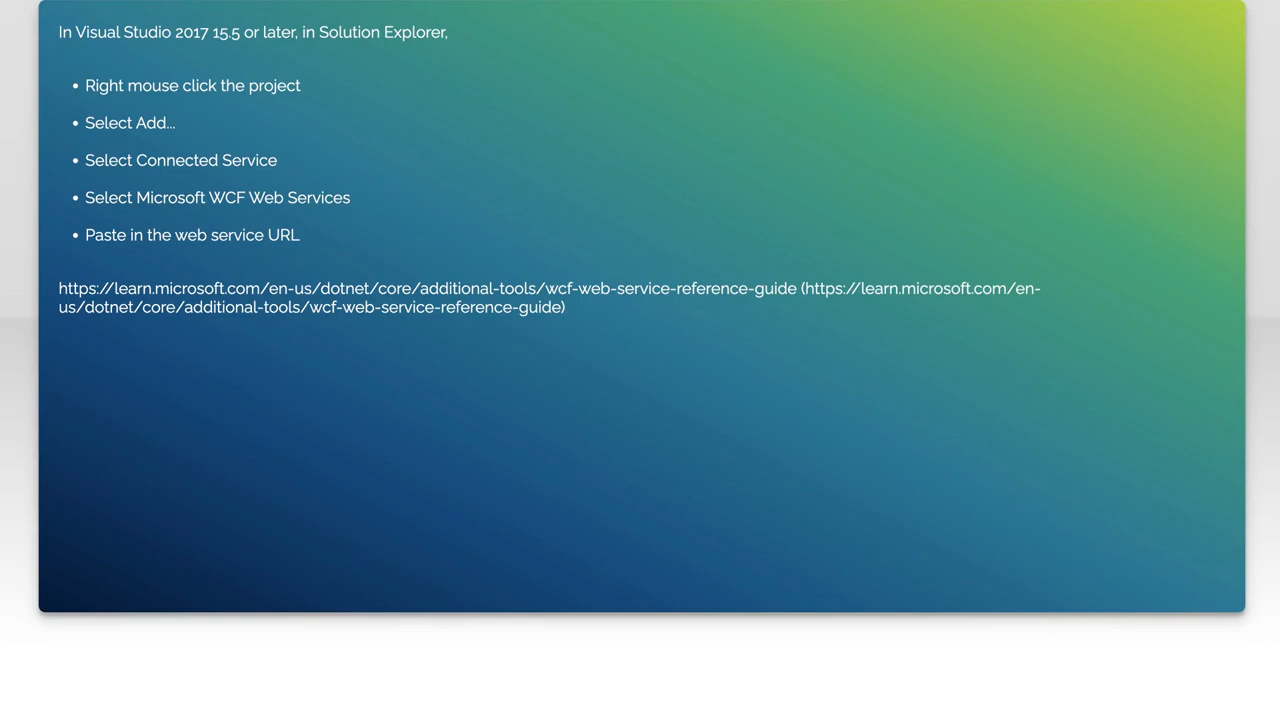 In Visual Studio 2017 15.5 or later, in Solution Explorer,
• Right mouse click the project
• Select Add...
• Select Connected Service
• Select Microsoft WCF Web Services
• Paste in the web service URL
https://learn.microsoft.com/en-us/dotnet/core/additional-tools/wcf-web-service-reference-guide (https://learn.microsoft.com/en-
us/dotnet/core/additional-tools/wcf-web-service-reference-guide)